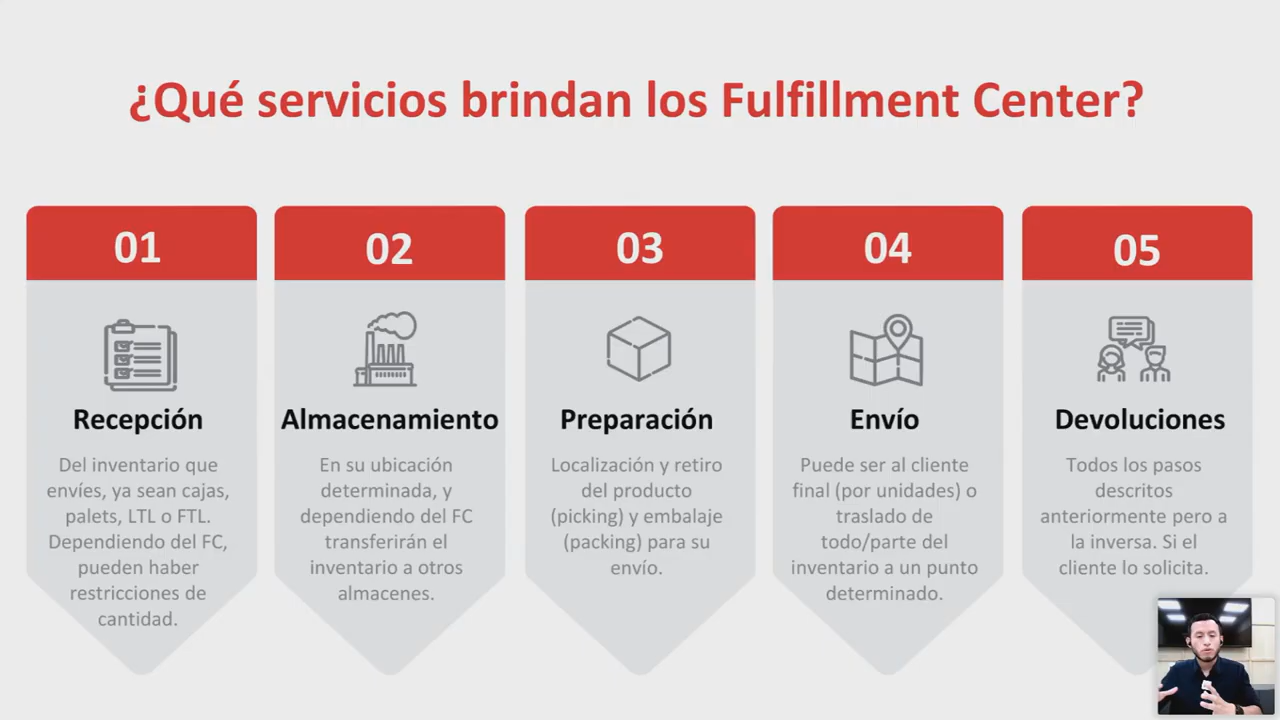 ¿Qué servicios brindan los Fulfillment Center?
01
Recepción
Del inventario que
envíes, ya sean cajas,
palets, LTL o FTL.
Dependiendo del FC,
pueden haber
restricciones de
cantidad.
02
Almacenamiento
En su ubicación
determinada, y
dependiendo del FC
transferirán el
inventario a otros
almacenes.
03
Preparación
Localización y retiro
del producto
(picking) y embalaje
(packing) para su
envío.
04
Envío
Puede ser al cliente
final (por unidades) o
traslado de
todo/parte del
inventario a un punto
determinado.
05
Devoluciones
Todos los pasos
descritos
anteriormente pero a
la inversa. Si el
cliente lo solicita.